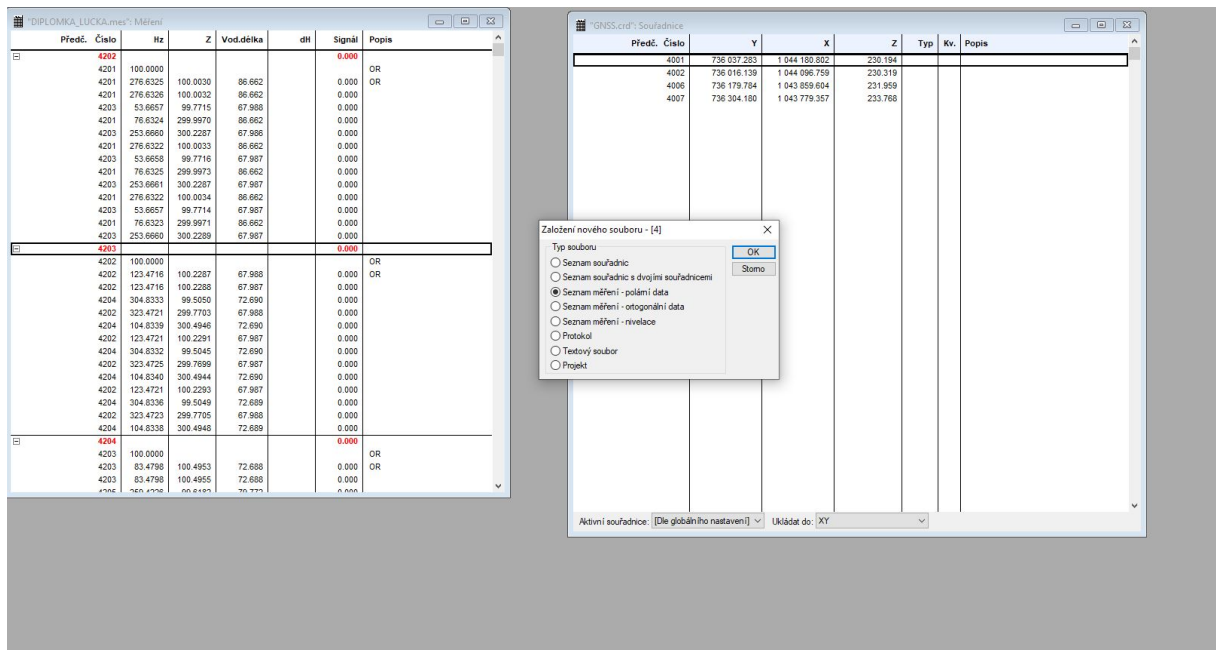 "DIPLOMKA_LUCKA.mes": Měření
Předč. Číslo Hz Z Vod.délka dH Signál Popis
4202 0.000
4201 100.0000 OR
4201 276.6325 100.0030 86.662 0.000 OR
4201 276.6326 100.0032 86.662 0.000
4203 53.6657 99.7715 67.988 0.000
4201 76.6324 299.9970 86.662 0.000
4203 253.6660 300.2287 67.986 0.000
4201 276.6322 100.0033 86.662 0.000
4203 53.6658 99.7716 67.987 0.000
4201 76.6325 299.9973 86.662 0.000
4203 253.6661 300.2287 67.987 0.000
4201 276.6322 100.0034 86.662 0.000
4203 53.6657 99.7714 67.987 0.000
4201 76.6323 299.9971 86.662 0.000
4203 253.6660 300.2289 67.987 0.000
4203 0.000
4202 100.0000 OR
4202 123.4716 100.2287 67.988 0.000 OR
4202 123.4716 100.2288 67.987 0.000
4204 304.8333 99.5050 72.690 0.000
4202 323.4721 299.7703 67.988 0.000
4204 104.8339 300.4946 72.690 0.000
4202 123.4721 100.2291 67.987 0.000
4204 304.8332 99.5045 72.690 0.000
4202 323.4725 299.7699 67.987 0.000
4204 104.8340 300.4944 72.690 0.000
4202 123.4721 100.2293 67.987 0.000
4204 304.8336 99.5049 72.689 0.000
4202 323.4723 299.7705 67.988 0.000
4204 104.8338 300.4948 72.689 0.000
4204 0.000
4203 100.0000 OR
4203 83.4798 100.4953 72.688 0.000 OR
4203 83.4798 100.4955 72.688 0.000
"GNSS.crd": Souřadnice
Předč. Číslo Y X Z Typ Kv. Popis
4001 736 037.283 1 044 180.802 230.194
4002 736 016.139 1 044 096.759 230.319
4006 736 179.784 1 043 859.604 231.959
4007 736 304.180 1 043 779.357 233.768
Založení nového souboru - [4]
Typ souboru
Seznam souřadnic
Seznam souřadnic s dvojími souřadnicemi
Seznam měření - polární data
Seznam měření - ortogonální data
Seznam měření - nivelace
Protokol
Textový soubor
Projekt
OK
Storno
Aktivní souřadnice: [Dle globálního nastavení] Ukládat do: XY